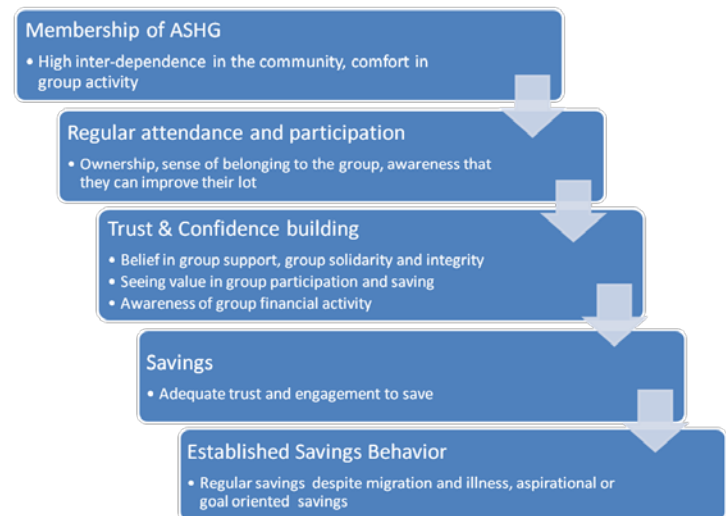 Membership of ASHG
• High inter-dependence in the community, comfort in
group activity
Regular attendance and participation
• Ownership, sense of belonging to the group, awareness that
they can improve their lot
Trust & Confidence building
• Belief in group support, group solidarity and integrity
• Seeing value in group participation and saving
• Awareness of group financial activity
Savings
• Adequate trust and engagement to save
Established Savings Behavior
• Regular savings despite migration and illness, aspirational or
goal oriented savings